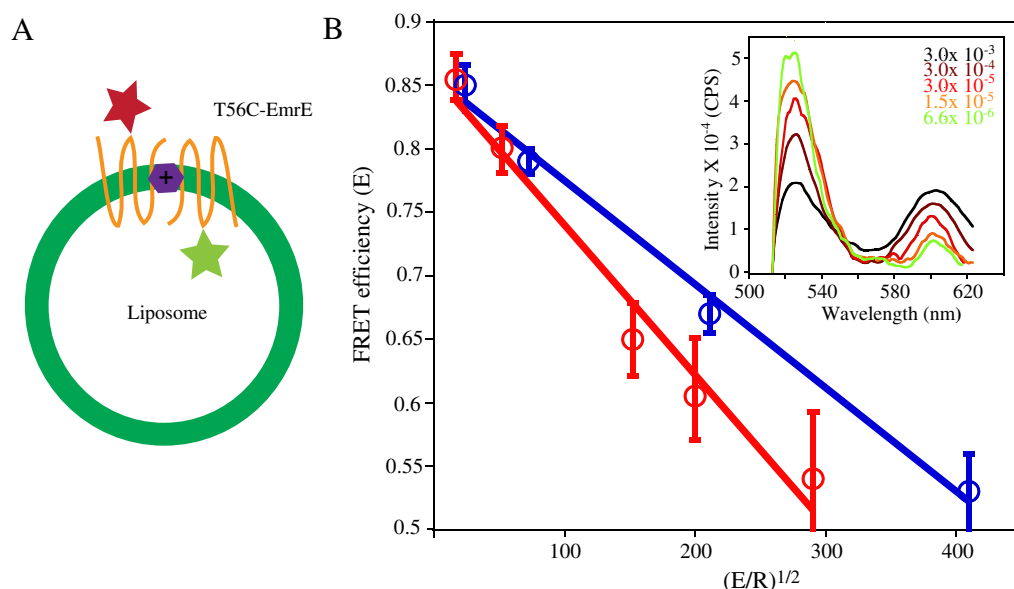 A
T56C-EmrE
+
Liposome
B
FRET efficiency (E)
0.9
0.85
0.8
0.75
0.7
0.65
0.6
0.55
0.5
100
200
300
400
(E/R)1/2
Intensity X 10-4 (CPS)
5
4
3
2
1
0
3.0x 10-3
3.0x 10-4
3.0x 10-5
1.5x 10-5
6.6x 10-6
500
540
580
620
Wavelength (nm)